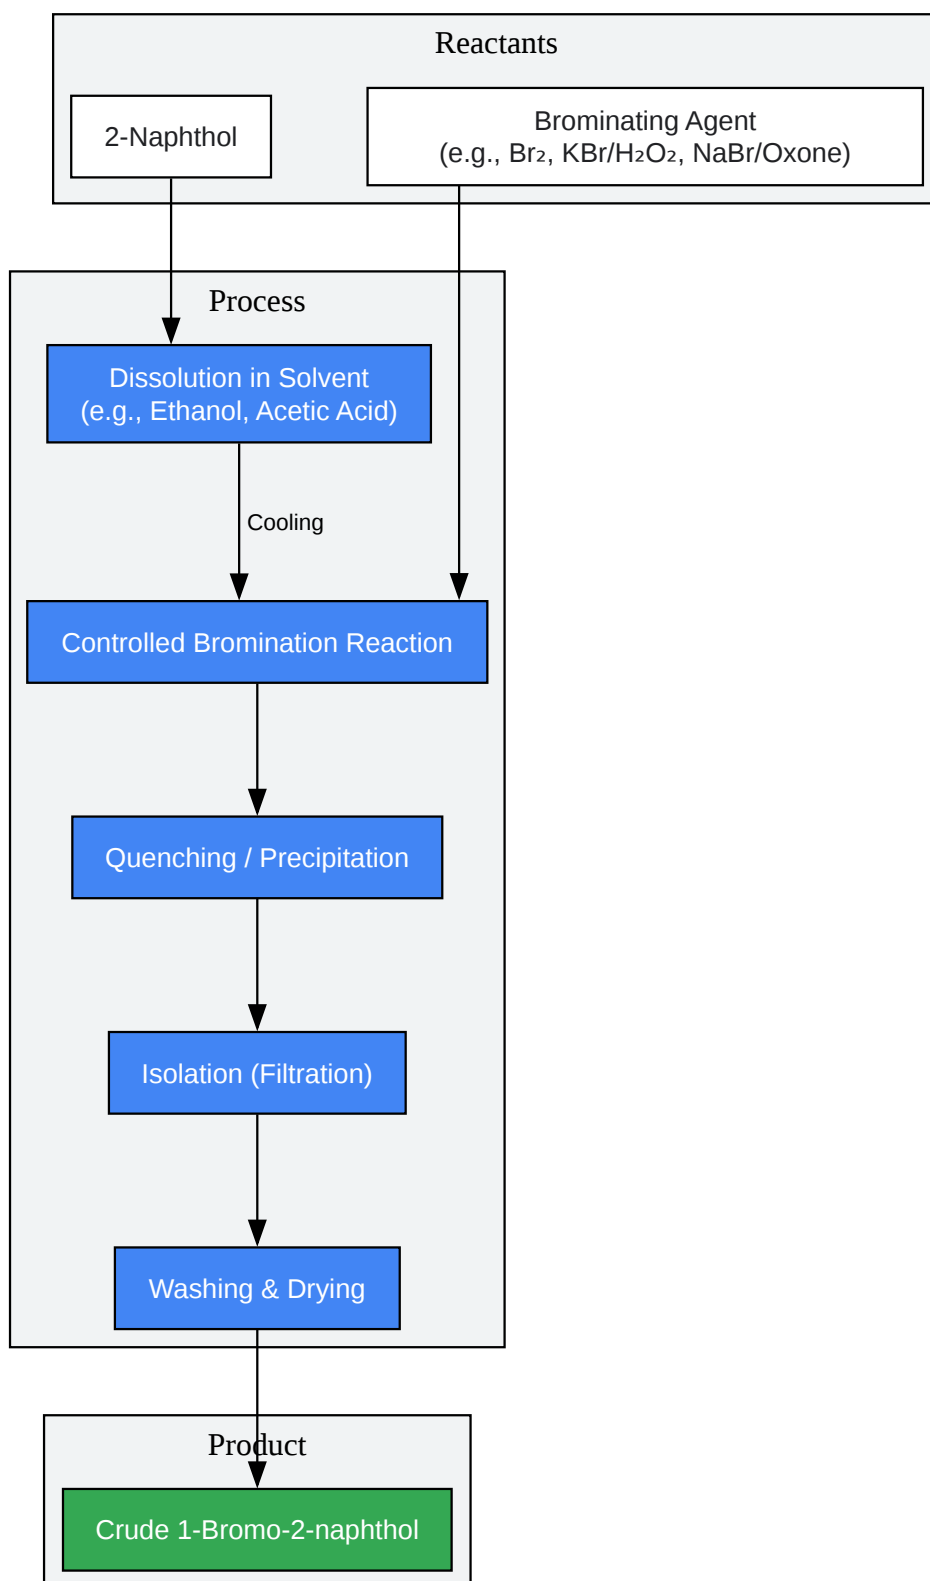 Reactants
2-Naphthol
Brominating Agent
(e.g., Br₂, KBr/H₂O₂, NaBr/Oxone)
Process
Dissolution in Solvent
(e.g., Ethanol, Acetic Acid)
Cooling
Controlled Bromination Reaction
Quenching / Precipitation
Isolation (Filtration)
Washing & Drying
Product
Crude 1-Bromo-2-naphthol